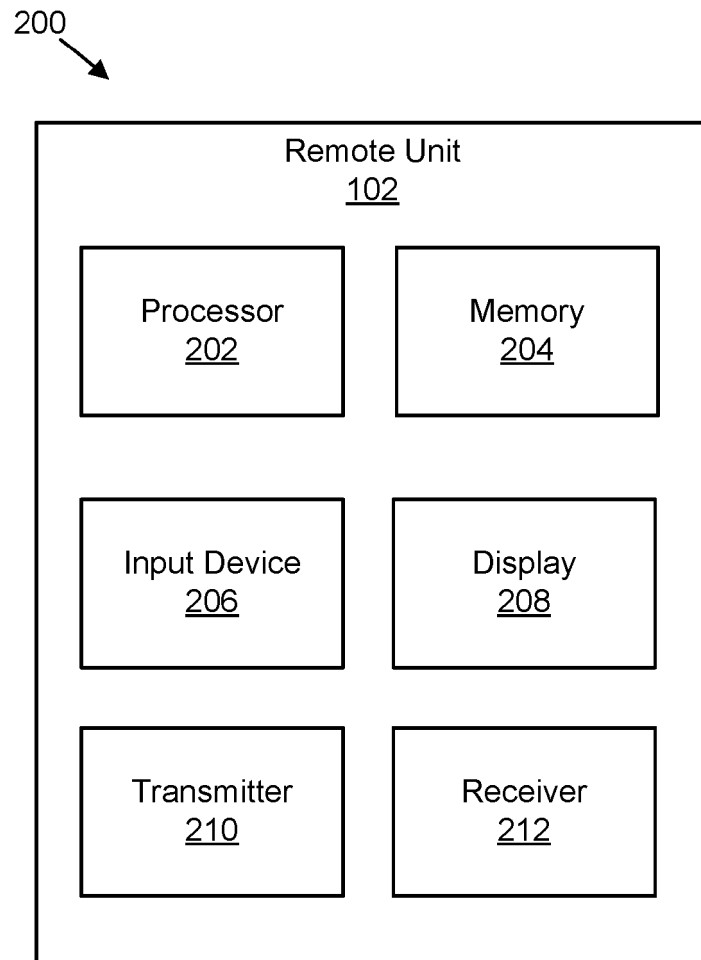 200
Remote Unit
102
Processor
202
Memory
204
Input Device
206
Display
208
Transmitter
210
Receiver
212